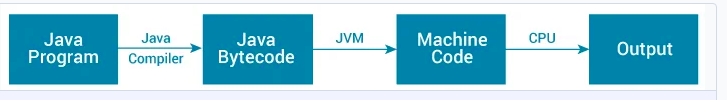 Java
Program
Java
Compiler
Java
Bytecode
JVM
Machine
Code
CPU
Output